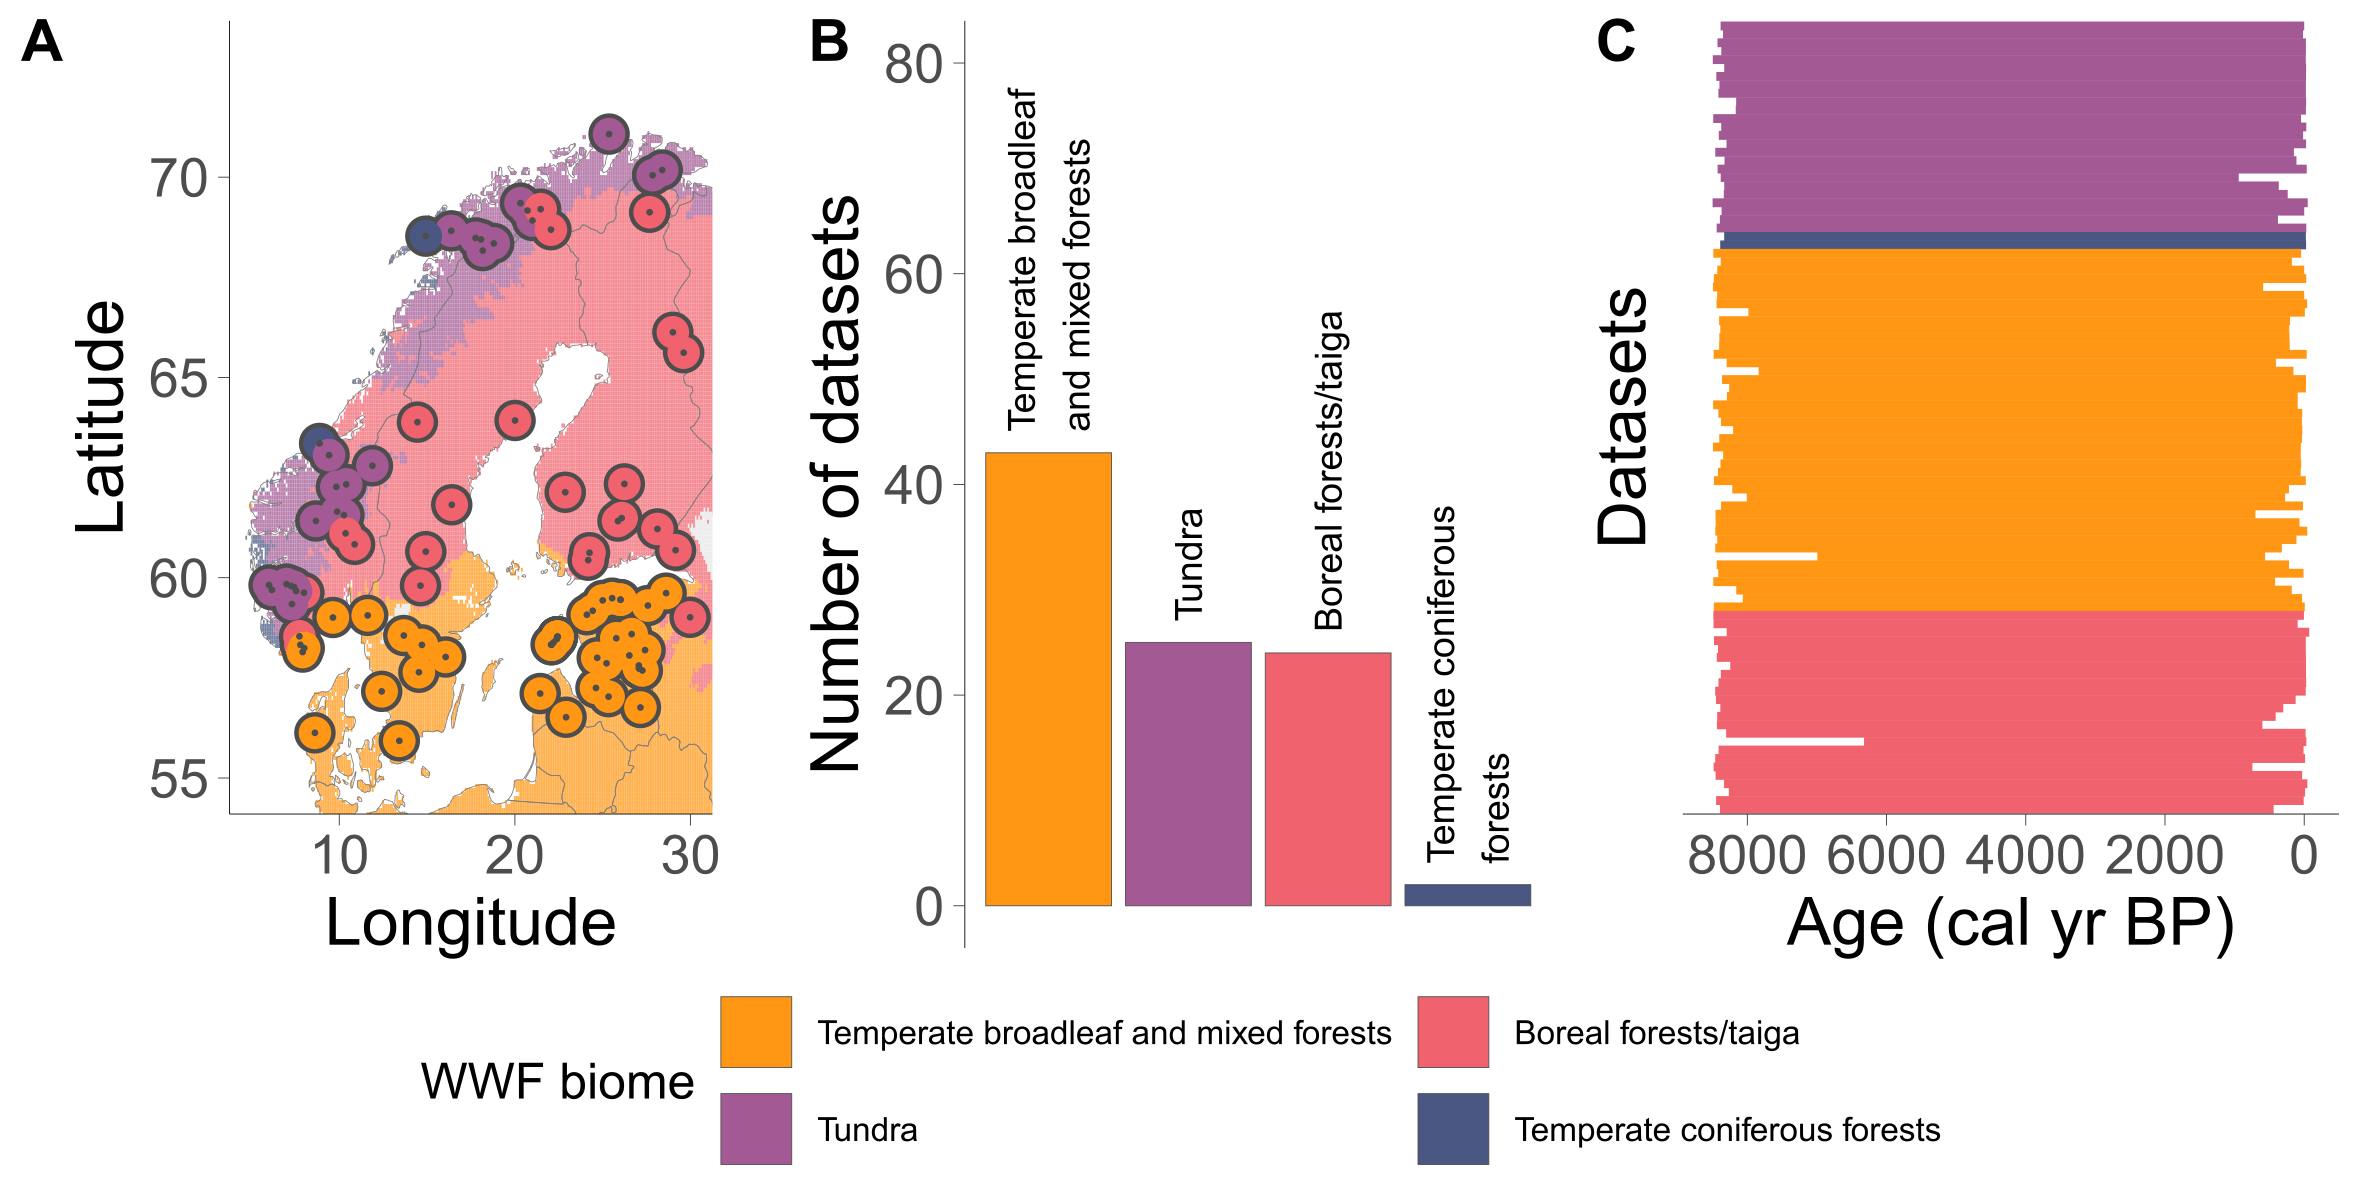 A
Latitude
70
65
60
55
10 20 30
Longitude
B
Number of datasets
80
60
40
20
0
Temperate broadleaf
and mixed forests
Tundra
Boreal forests/taiga
Temperate coniferous
forests
C
Datasets
8000 6000 4000 2000 0
Age (cal yr BP)
WWF biome
Temperate broadleaf and mixed forests
Tundra
Boreal forests/taiga
Temperate coniferous forests